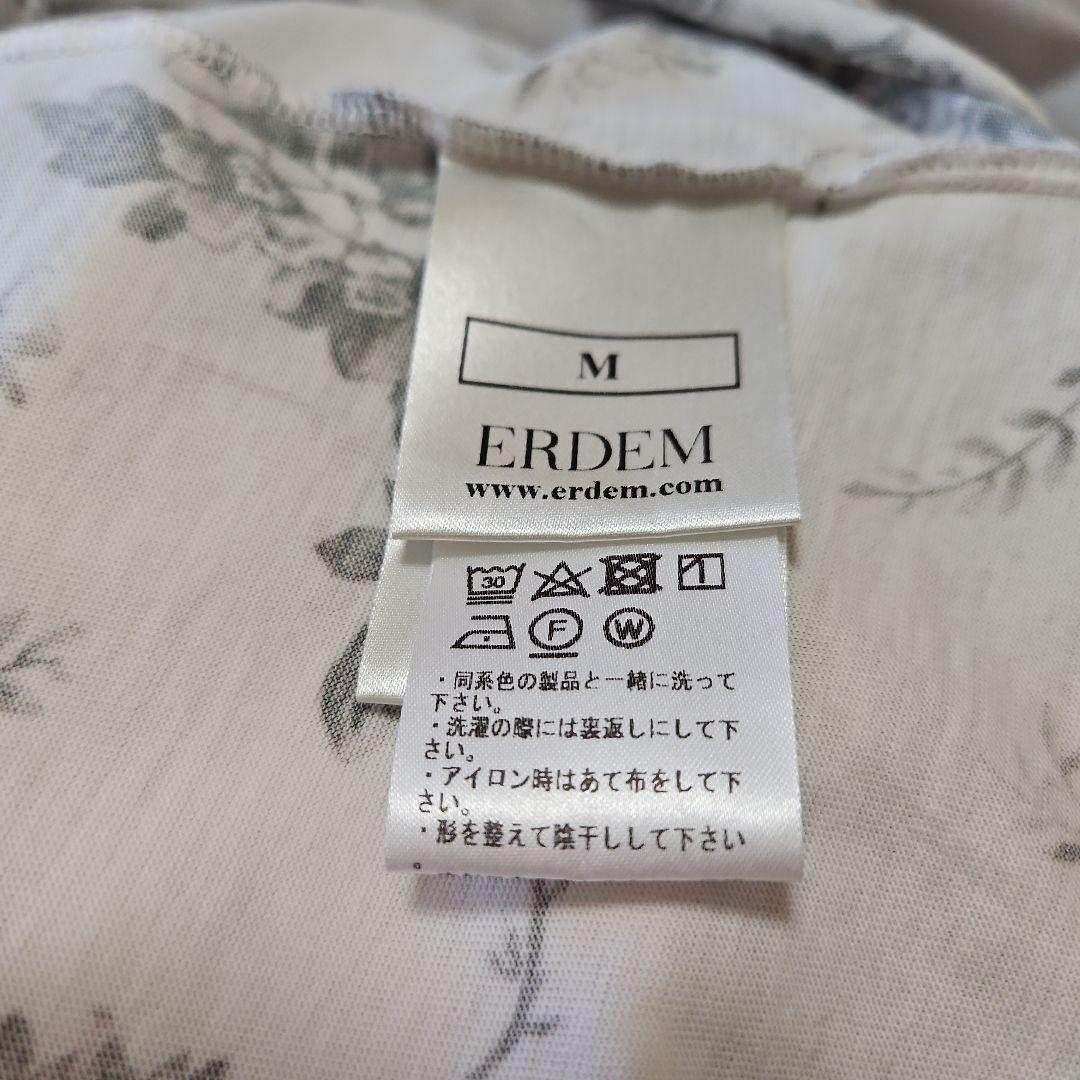 M
ERDEM
www.erdem.com
30
F W
・同系色の製品と一緒に洗って
下さい。
・洗濯の際には裏返しにして下
さい。
・アイロン時はあて布をして下
さい。
・形を整えて陰干しして下さい
。